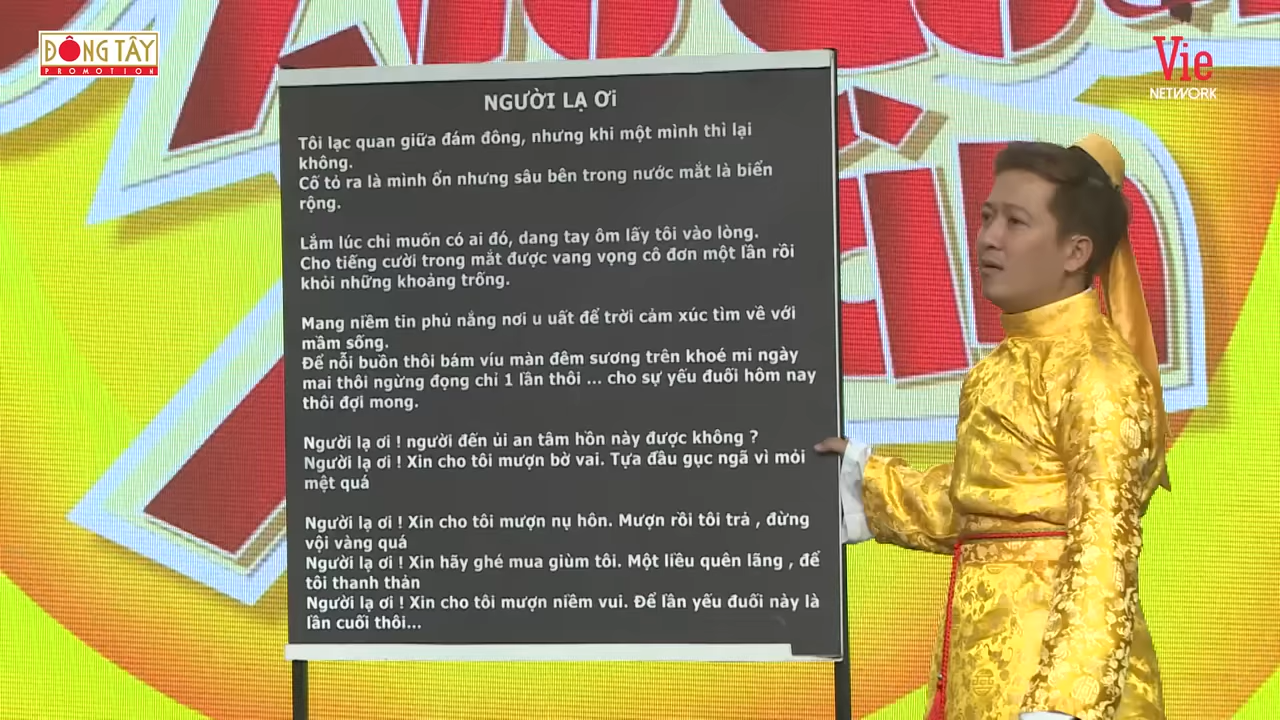 ĐÔNG TÂY
PROMOTION
Vie
NETWORK
NGƯỜI LẠ Ơi
Tôi lạc quan giữa đám đông, nhưng khi một mình thì lại
không.
Cố tỏ ra là mình ổn nhưng sâu bên trong nước mắt là biển
rộng.
Lắm lúc chỉ muốn có ai đó, dang tay ôm lấy tôi vào lòng.
Cho tiếng cười trong mắt được vang vọng cô đơn một lần rồi
khỏi những khoảng trống.
Mang niềm tin phủ nắng nơi u uất để trời cảm xúc tìm về với
mầm sống.
Để nỗi buồn thôi bám víu màn đêm sương trên khoé mi ngày
mai thôi ngừng đọng chỉ 1 lần thôi ... cho sự yếu đuối hôm nay
thôi đợi mong.
Người lạ ơi ! người đến ủi an tâm hồn này được không ?
Người lạ ơi ! Xin cho tôi mượn bờ vai. Tựa đầu gục ngã vì mỏi
mệt quá
Người lạ ơi ! Xin cho tôi mượn nụ hôn. Mượn rồi tôi trả , đừng
vội vàng quá
Người lạ ơi ! Xin hãy ghé mua giùm tôi. Một liều quên lãng , để
tôi thanh thản
Người lạ ơi ! Xin cho tôi mượn niềm vui. Để lần yếu đuối này là
lần cuối thôi...